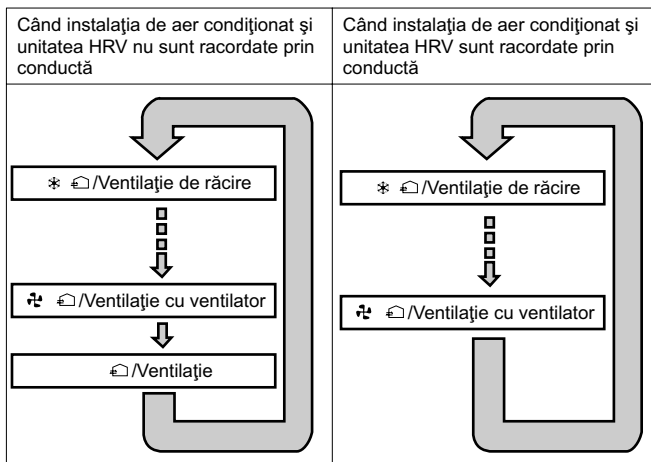 Când instalaţia de aer condiţionat şi
unitatea HRV nu sunt racordate prin
conductă
/Ventilaţie de răcire
/Ventilaţie cu ventilator
/Ventilaţie
Când instalaţia de aer condiţionat şi
unitatea HRV sunt racordate prin
conductă
/Ventilaţie de răcire
/Ventilaţie cu ventilator